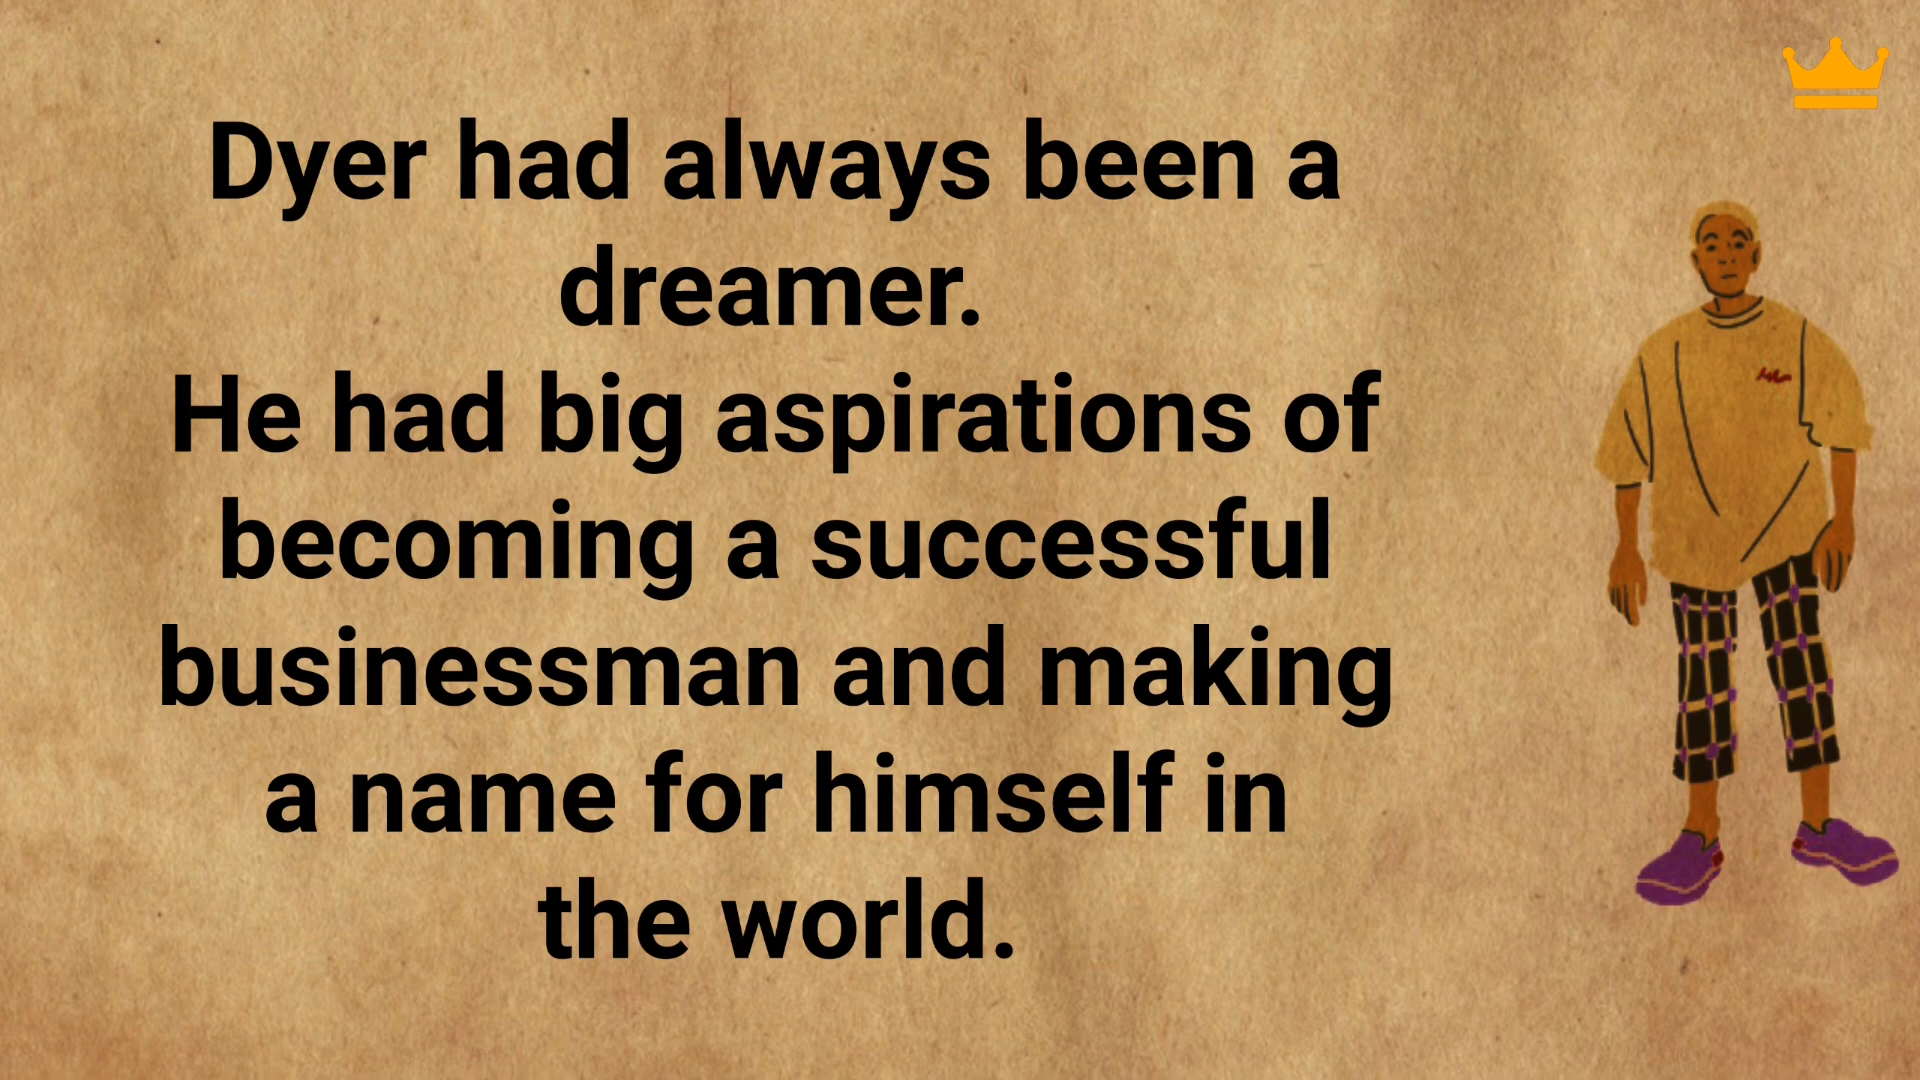 Dyer had always been a
dreamer.
He had big aspirations of
becoming a successful
businessman and making
a name for himself in
the world.